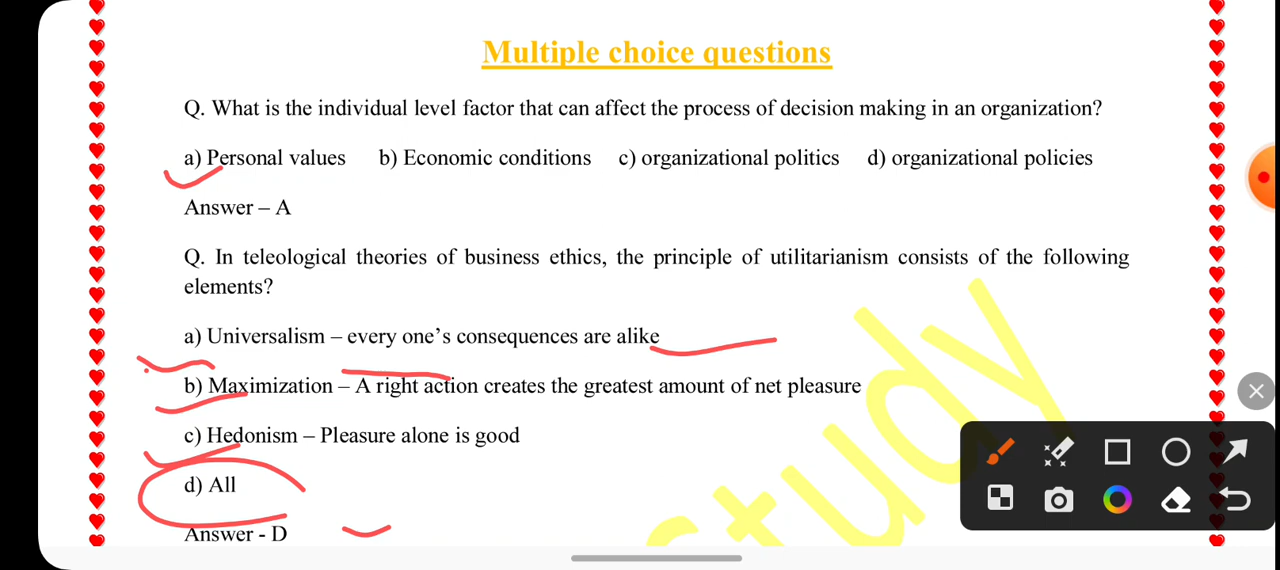 Multiple choice questions
Q. What is the individual level factor that can affect the process of decision making in an organization?
a) Personal values b) Economic conditions c) organizational politics d) organizational policies
Answer – A
Q. In teleological theories of business ethics, the principle of utilitarianism consists of the following
elements?
a) Universalism – every one’s consequences are alike
b) Maximization – A right action creates the greatest amount of net pleasure
c) Hedonism – Pleasure alone is good
d) All
Answer - D
study